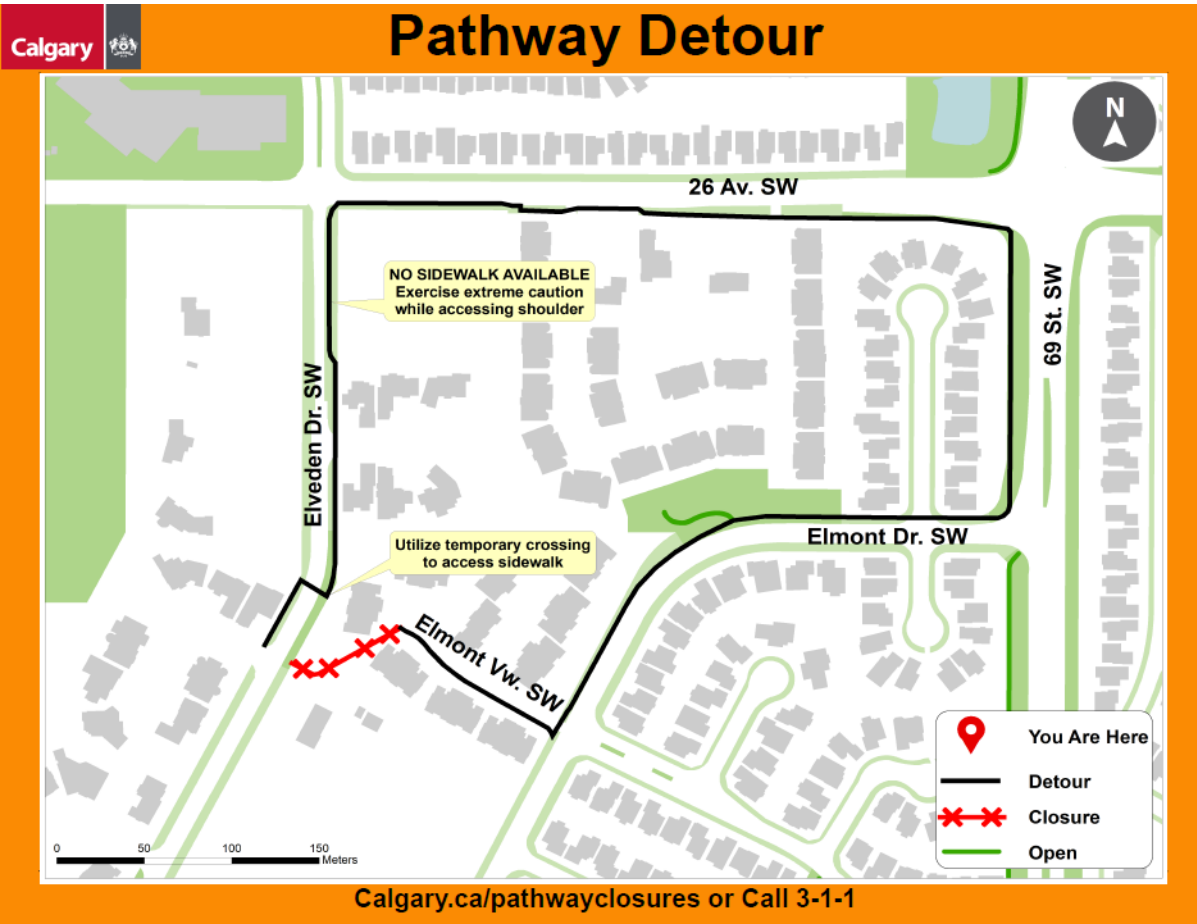 Calgary
Pathway Detour
N
26 Av. SW
NO SIDEWALK AVAILABLE
Exercise extreme caution
while accessing shoulder
69 St. SW
Elveden Dr. SW
Elmont Dr. SW
Utilize temporary crossing
to access sidewalk
Elmont Vw. SW
You Are Here
Detour
Closure
Open
0 50 100 150
Meters
Calgary.ca/pathwayclosures or Call 3-1-1